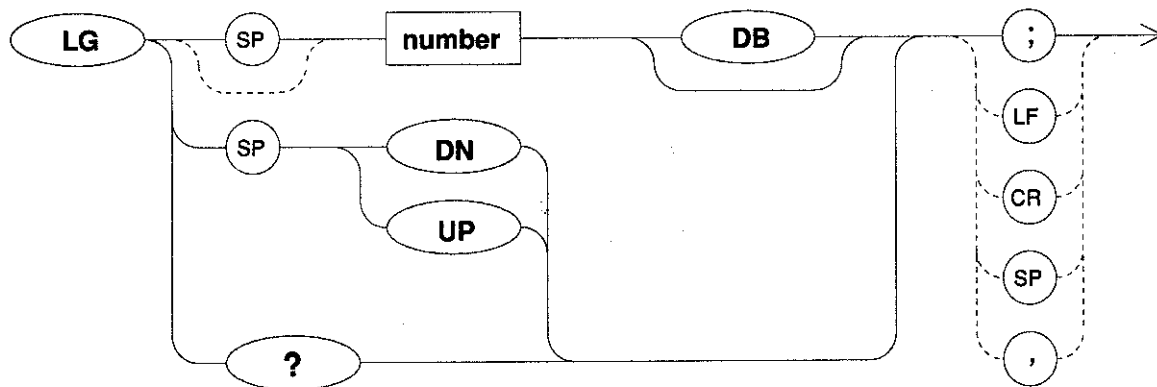 LG SP number DB ;
LF
SP DN
CR
UP
SP
? ,